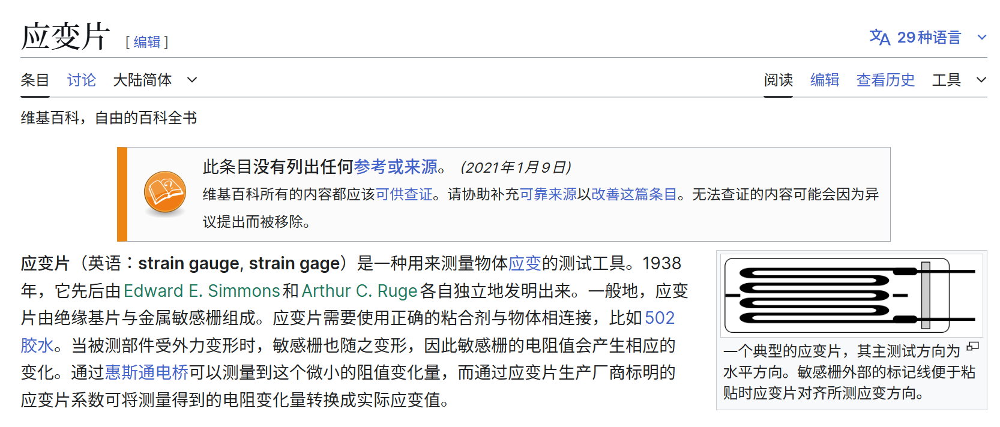 应变片 [ 编辑 ]
文A 29种语言
条目 讨论 大陆简体
阅读 编辑 查看历史 工具
维基百科，自由的百科全书
此条目没有列出任何参考或来源。 (2021年1月9日)
维基百科所有的内容都应该可供查证。请协助补充可靠来源以改善这篇条目。无法查证的内容可能会因为异
议提出而被移除。
应变片（英语：strain gauge, strain gage）是一种用来测量物体应变的测试工具。1938
年，它先后由Edward E. Simmons和Arthur C. Ruge各自独立地发明出来。一般地，应变
片由绝缘基片与金属敏感栅组成。应变片需要使用正确的粘合剂与物体相连接，比如502
胶水。当被测部件受外力变形时，敏感栅也随之变形，因此敏感栅的电阻值会产生相应的
变化。通过惠斯通电桥可以测量到这个微小的阻值变化量，而通过应变片生产厂商标明的
应变片系数可将测量得到的电阻变化量转换成实际应变值。
一个典型的应变片，其主测试方向为
水平方向。敏感栅外部的标记线便于粘
贴时应变片对齐所测应变方向。